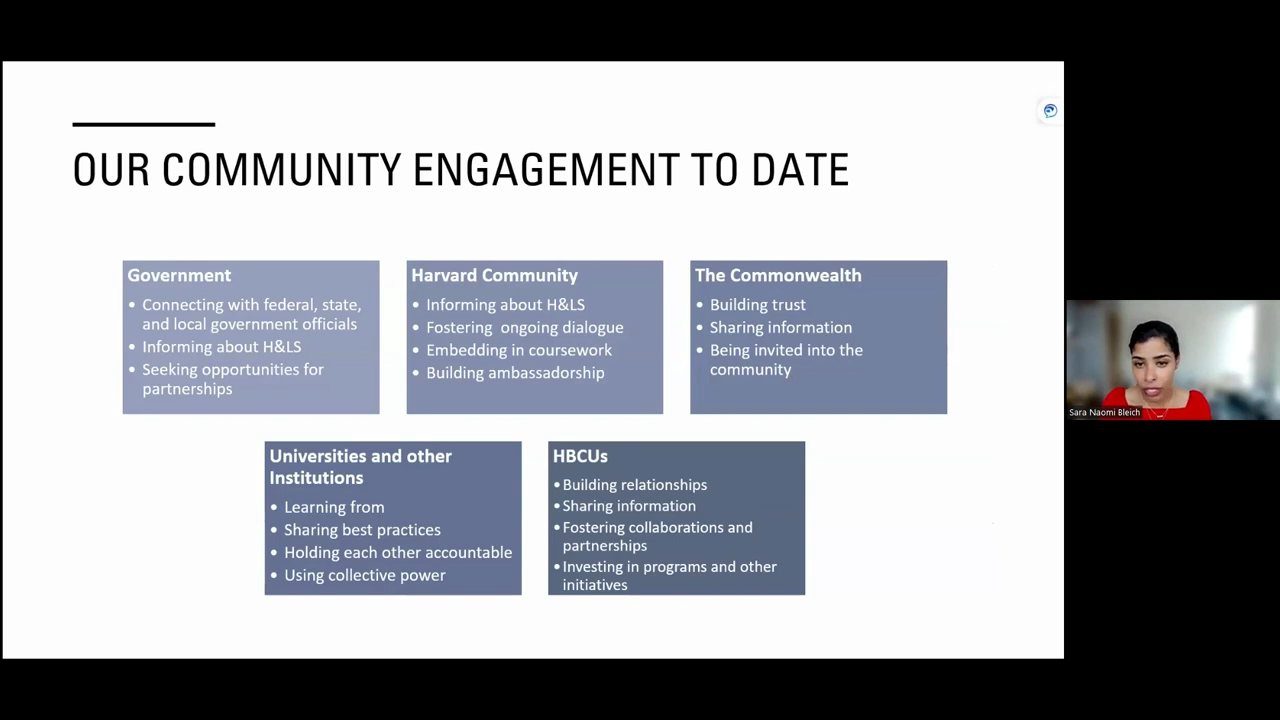 OUR COMMUNITY ENGAGEMENT TO DATE
Government
• Connecting with federal, state,
and local government officials
• Informing about H&LS
• Seeking opportunities for
partnerships
Harvard Community
• Informing about H&LS
• Fostering ongoing dialogue
• Embedding in coursework
• Building ambassadorship
The Commonwealth
• Building trust
• Sharing information
• Being invited into the
community
Universities and other
Institutions
• Learning from
• Sharing best practices
• Holding each other accountable
• Using collective power
HBCUs
• Building relationships
• Sharing information
• Fostering collaborations and
partnerships
• Investing in programs and other
initiatives
Sara Naomi Bleich